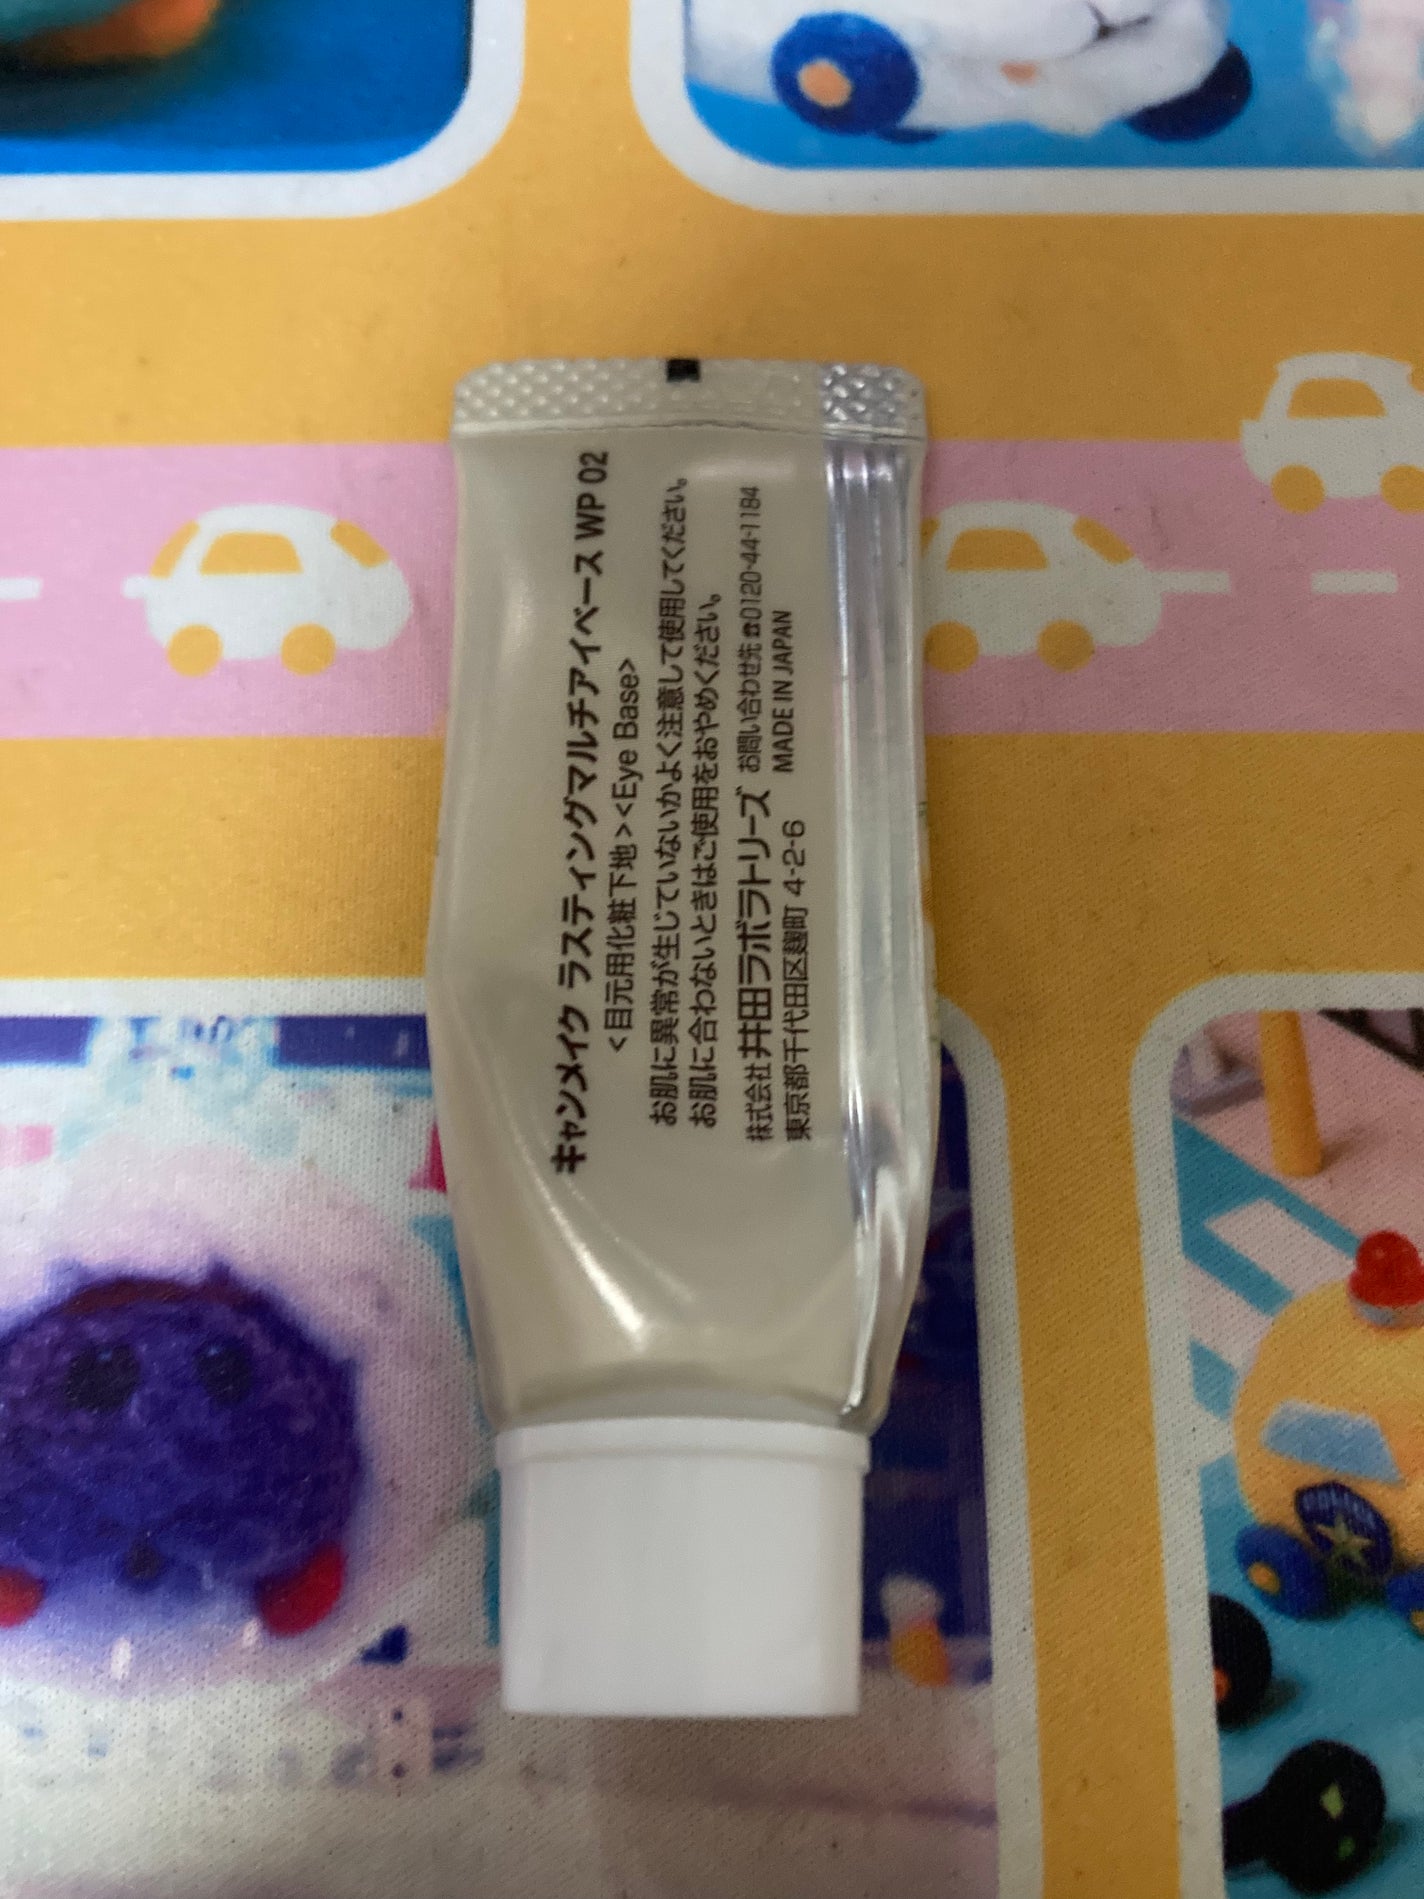 キャンメイク ラスティングマルチアイベース WP 02
<目元用化粧下地><Eye Base>
お肌に異常が生じていないかよく注意して使用してください。
お肌に合わないときはご使用をおやめください。
株式会社 井田ラボラトリーズ お問い合わせ先☎0120-44-1184
東京都千代田区麹町 4-2-6 MADE IN JAPAN
POLICE